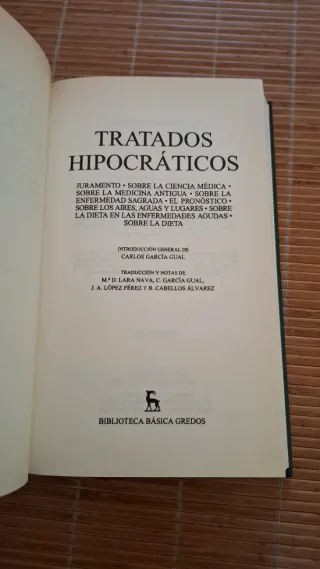 TRATADOS
HIPOCRÁTICOS
JURAMENTO • SOBRE LA CIENCIA MÉDICA •
SOBRE LA MEDICINA ANTIGUA • SOBRE LA
ENFERMEDAD SAGRADA • EL PRONÓSTICO •
SOBRE LOS AIRES, AGUAS Y LUGARES • SOBRE
LA DIETA EN LAS ENFERMEDADES AGUDAS •
SOBRE LA DIETA
INTRODUCCIÓN GENERAL DE
CARLOS GARCÍA GUAL
TRADUCCIÓN Y NOTAS DE
M.ª D. LARA NAVA, C. GARCÍA GUAL,
J. A. LÓPEZ FÉREZ Y B. CABELLOS ÁLVAREZ
BIBLIOTECA BÁSICA GREDOS